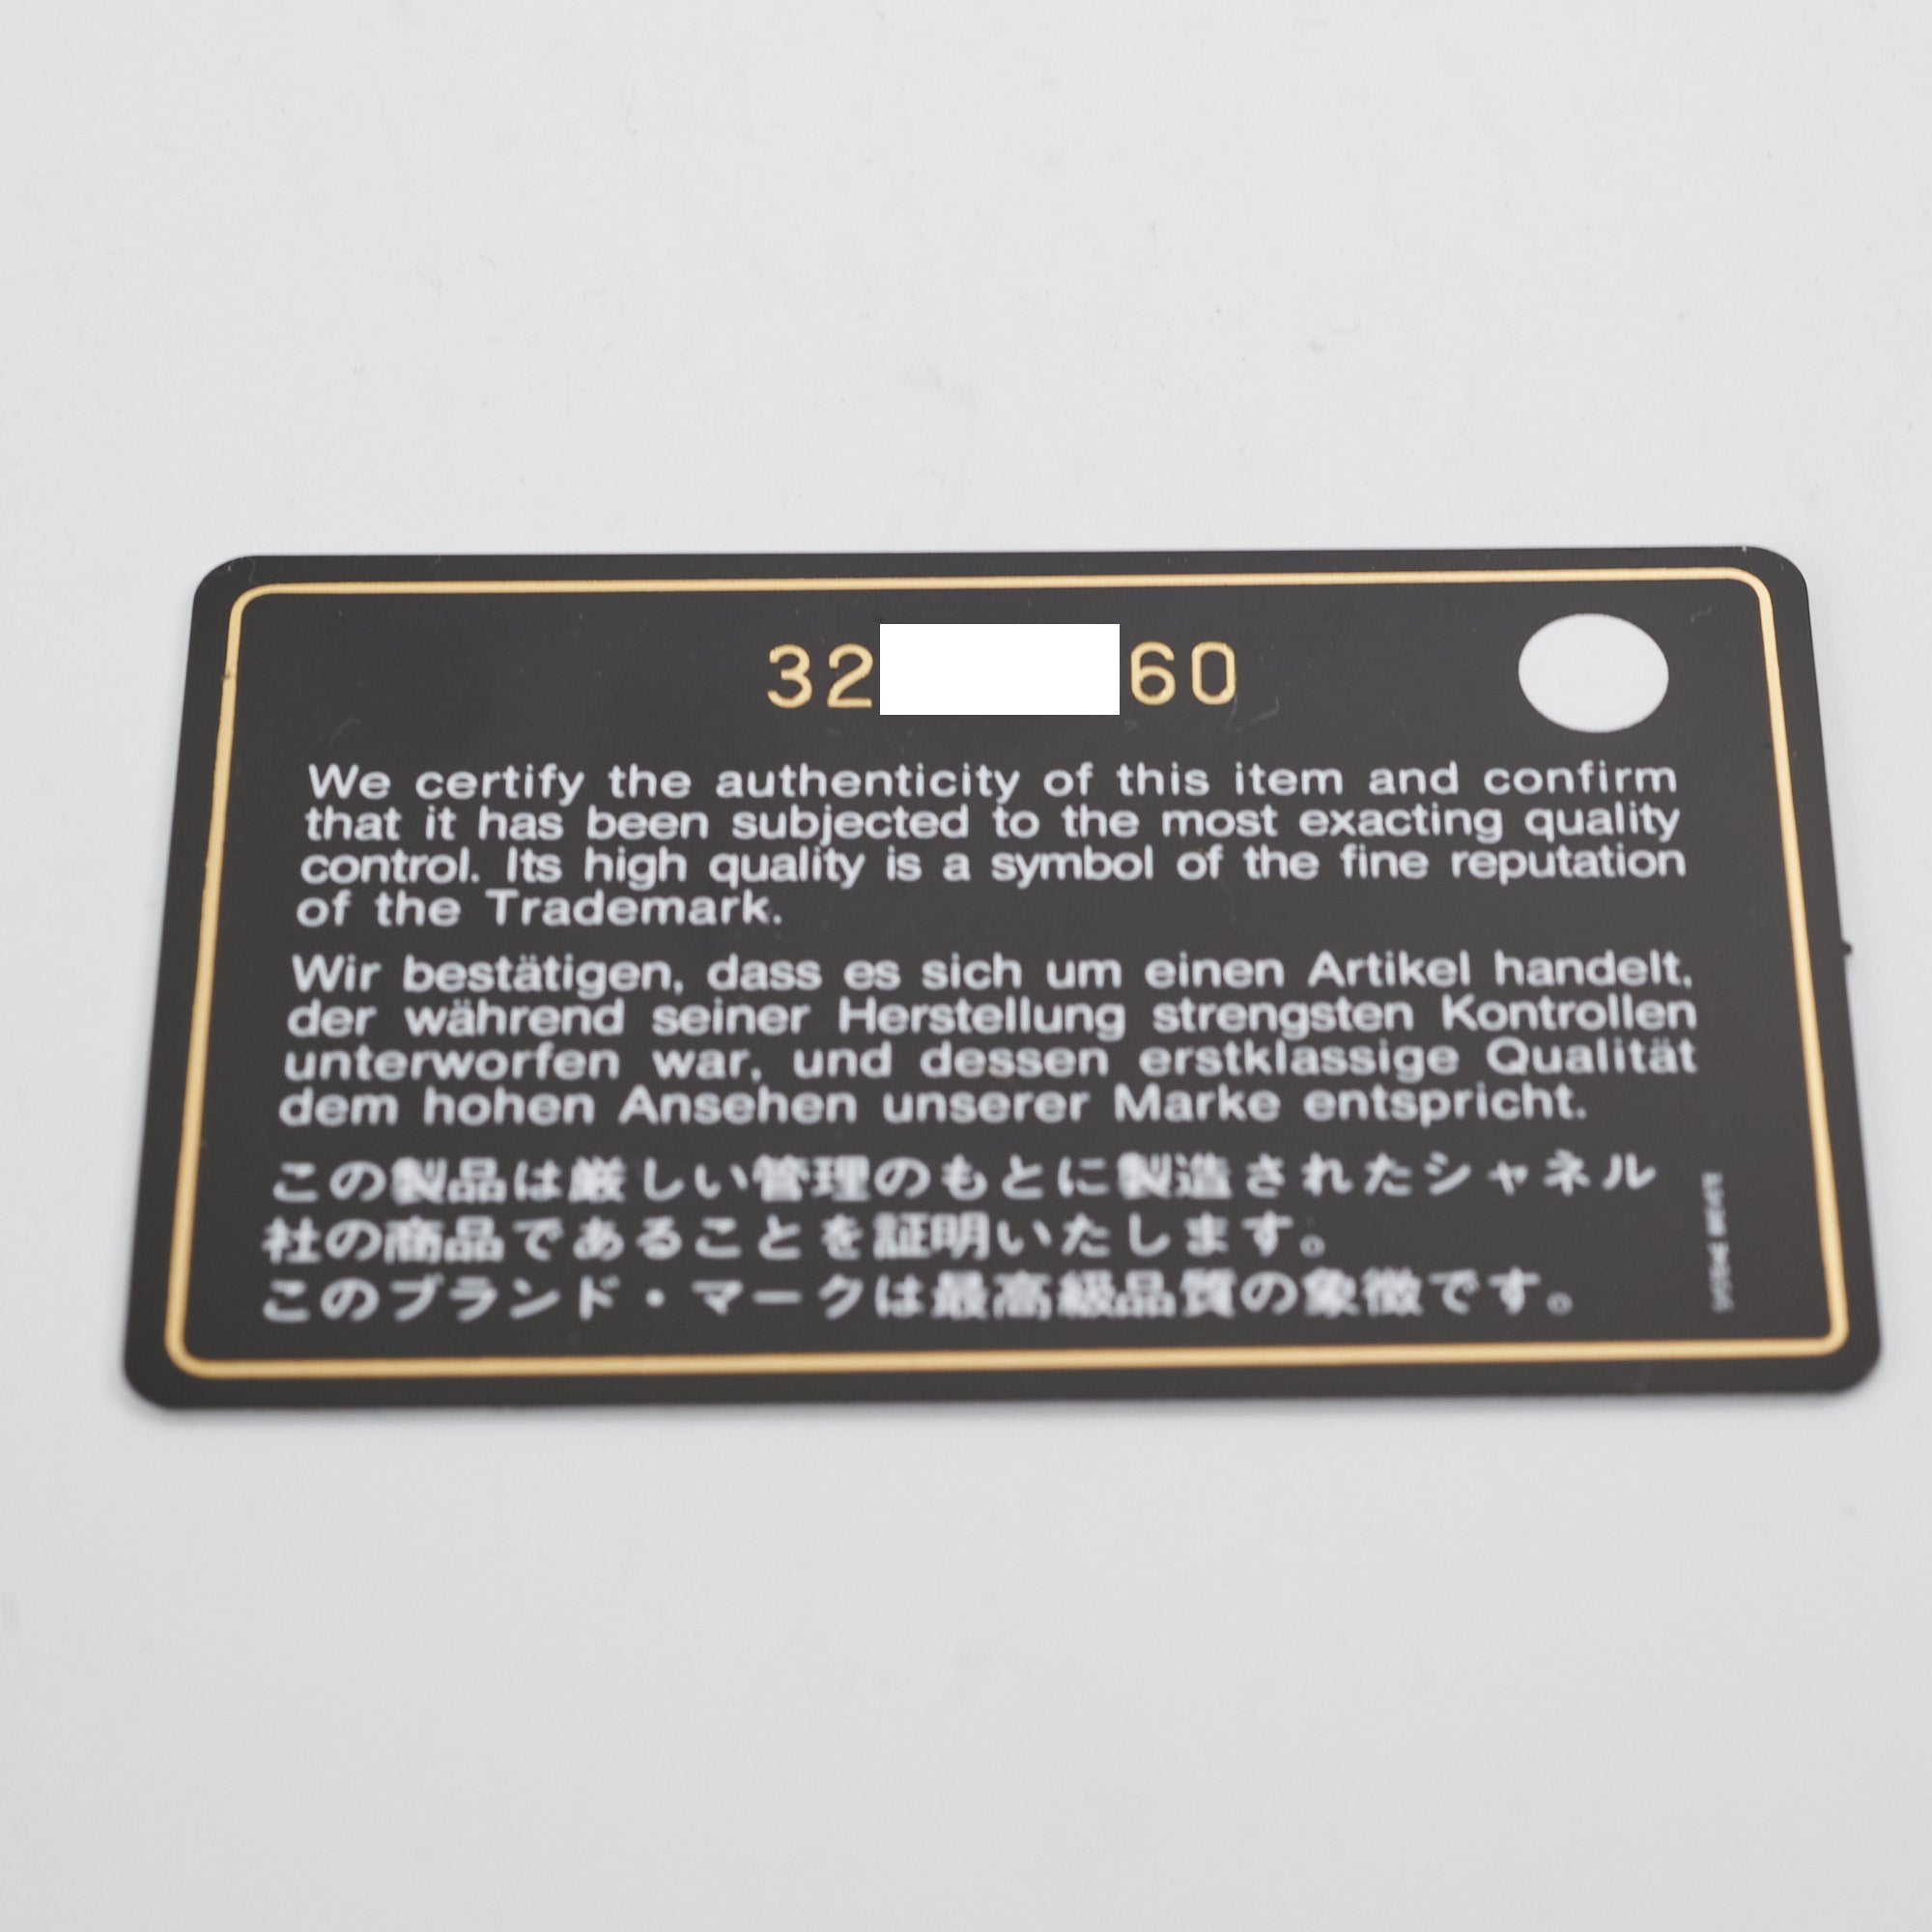 32 60
We certify the authenticity of this item and confirm
that it has been subjected to the most exacting quality
control. Its high quality is a symbol of the fine reputation
of the Trademark.
Wir bestätigen, dass es sich um einen Artikel handelt,
der während seiner Herstellung strengsten Kontrollen
unterworfen war, und dessen erstklassige Qualität
dem hohen Ansehen unserer Marke entspricht.
この製品は厳しい管理のもとに製造されたシャネル
社の商品であることを証明いたします。
このブランド・マークは最高級品質の象徴です。